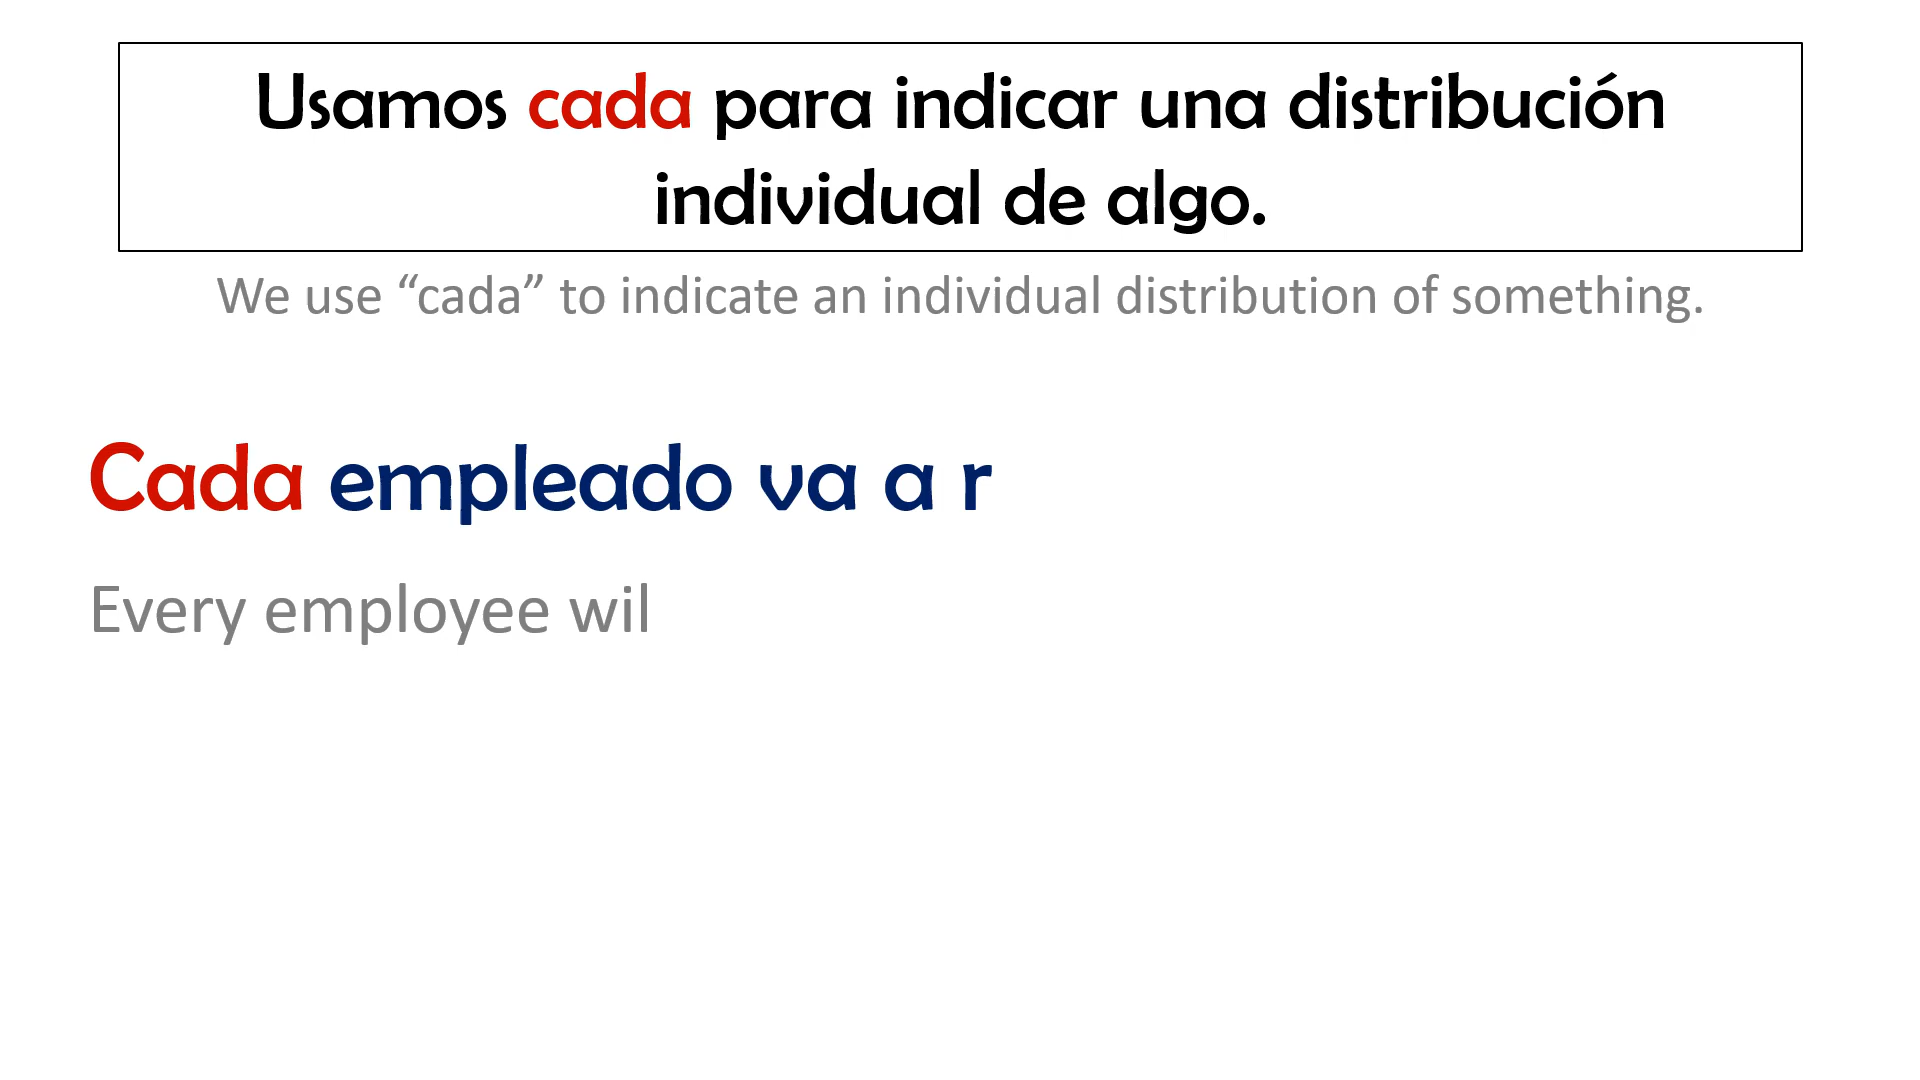 Usamos cada para indicar una distribución
individual de algo.
We use “cada” to indicate an individual distribution of something.
Cada empleado va a r
Every employee wil